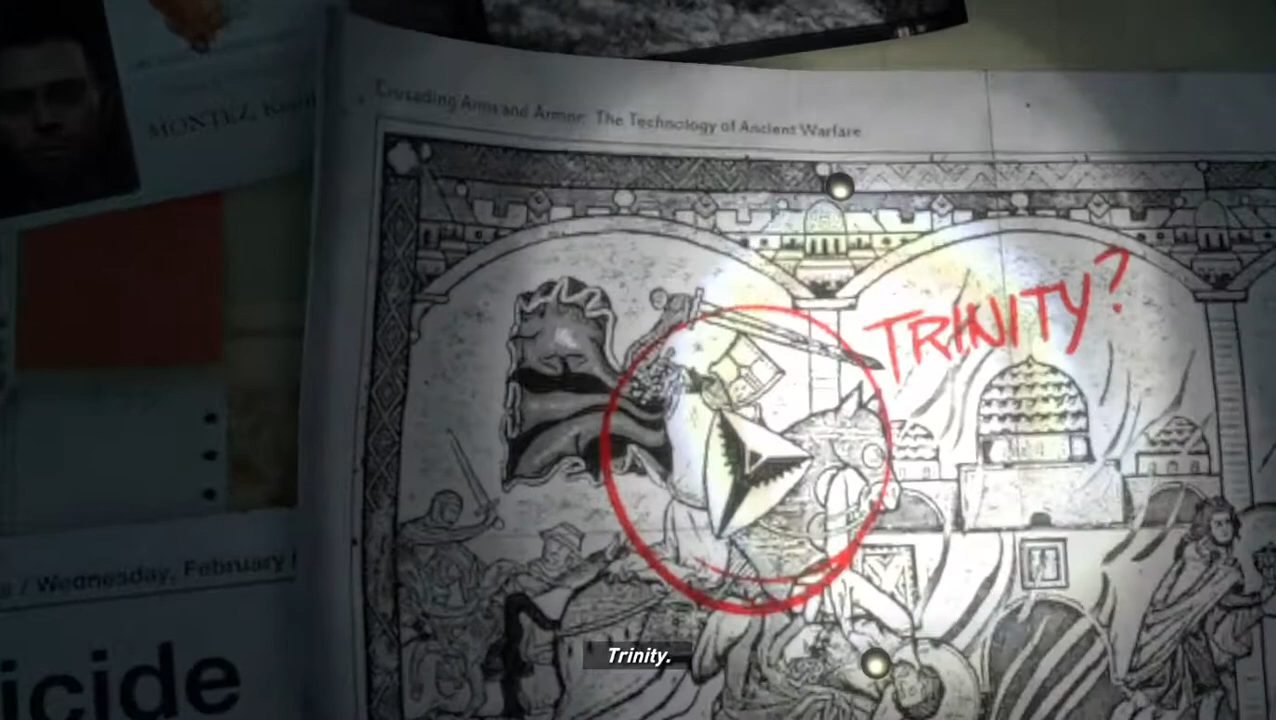 Crusading Arms and Armor: The Technology of Ancient Warfare
MONTEZ,
TRINITY?
/ Wednesday, February
icide
Trinity.